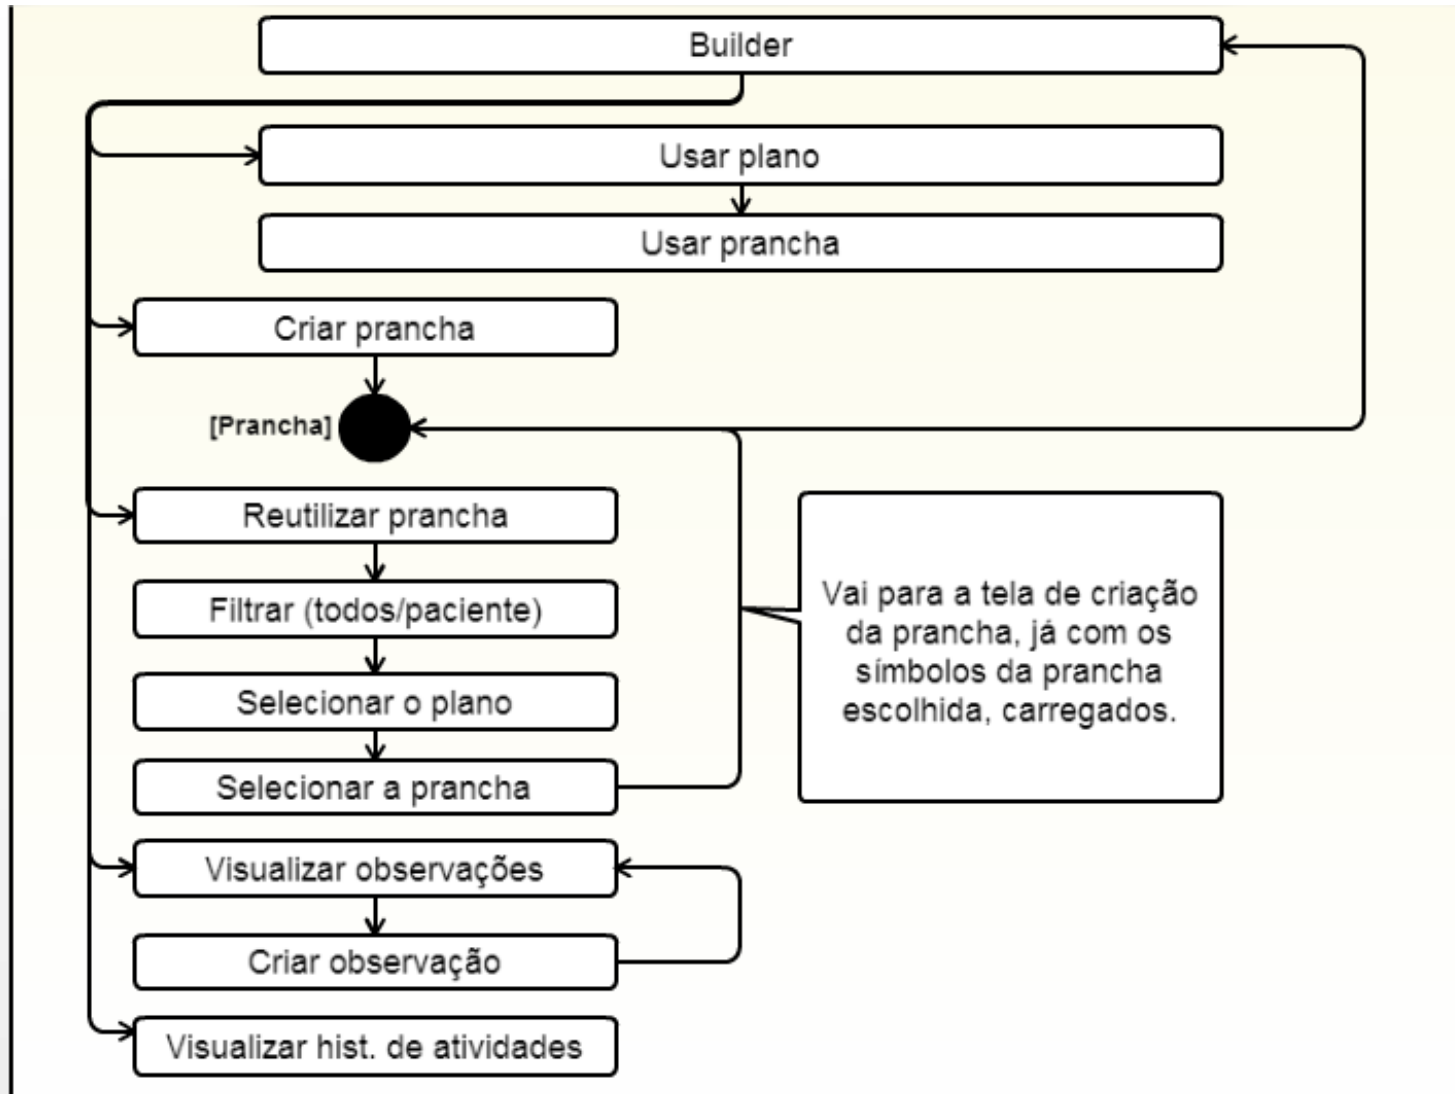 Builder
Usar plano
Usar prancha
Criar prancha
[Prancha]
Reutilizar prancha
Filtrar (todos/paciente)
Selecionar o plano
Selecionar a prancha
Vai para a tela de criação
da prancha, já com os
símbolos da prancha
escolhida, carregados.
Visualizar observações
Criar observação
Visualizar hist. de atividades